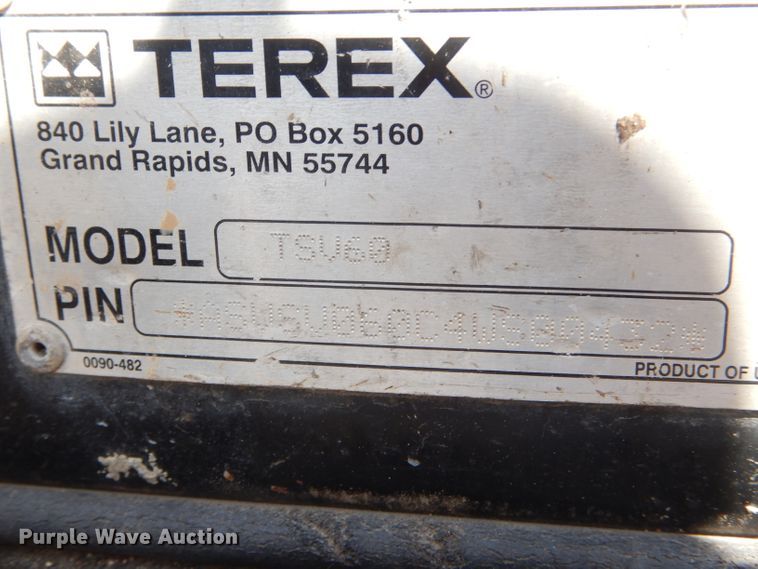 TEREX®
840 Lily Lane, PO Box 5160
Grand Rapids, MN 55744
MODEL TSV60
PIN
0090-482
PRODUCT OF
Purple Wave Auction